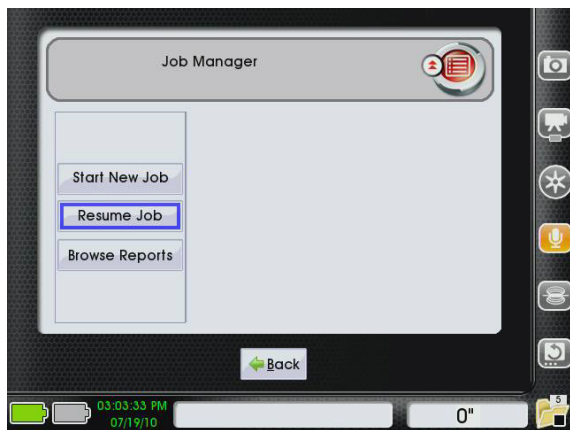 Job Manager
Start New Job
Resume Job
Browse Reports
Back
03:03:33 PM
07/19/10
0"
5